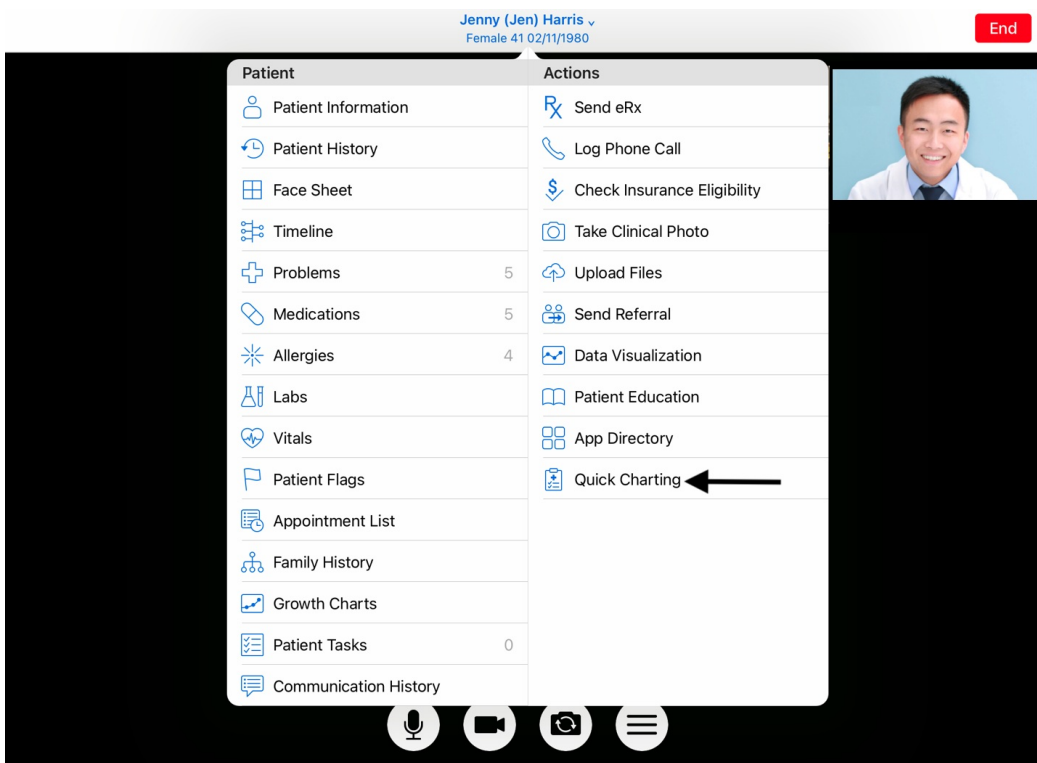 Jenny (Jen) Harris
Female 41 02/11/1980
End
Patient
Patient Information
Patient History
Face Sheet
Timeline
Problems 5
Medications 5
Allergies 4
Labs
Vitals
Patient Flags
Appointment List
Family History
Growth Charts
Patient Tasks 0
Communication History
Actions
Rx Send eRx
Log Phone Call
$ Check Insurance Eligibility
Take Clinical Photo
Upload Files
Send Referral
Data Visualization
Patient Education
App Directory
Quick Charting